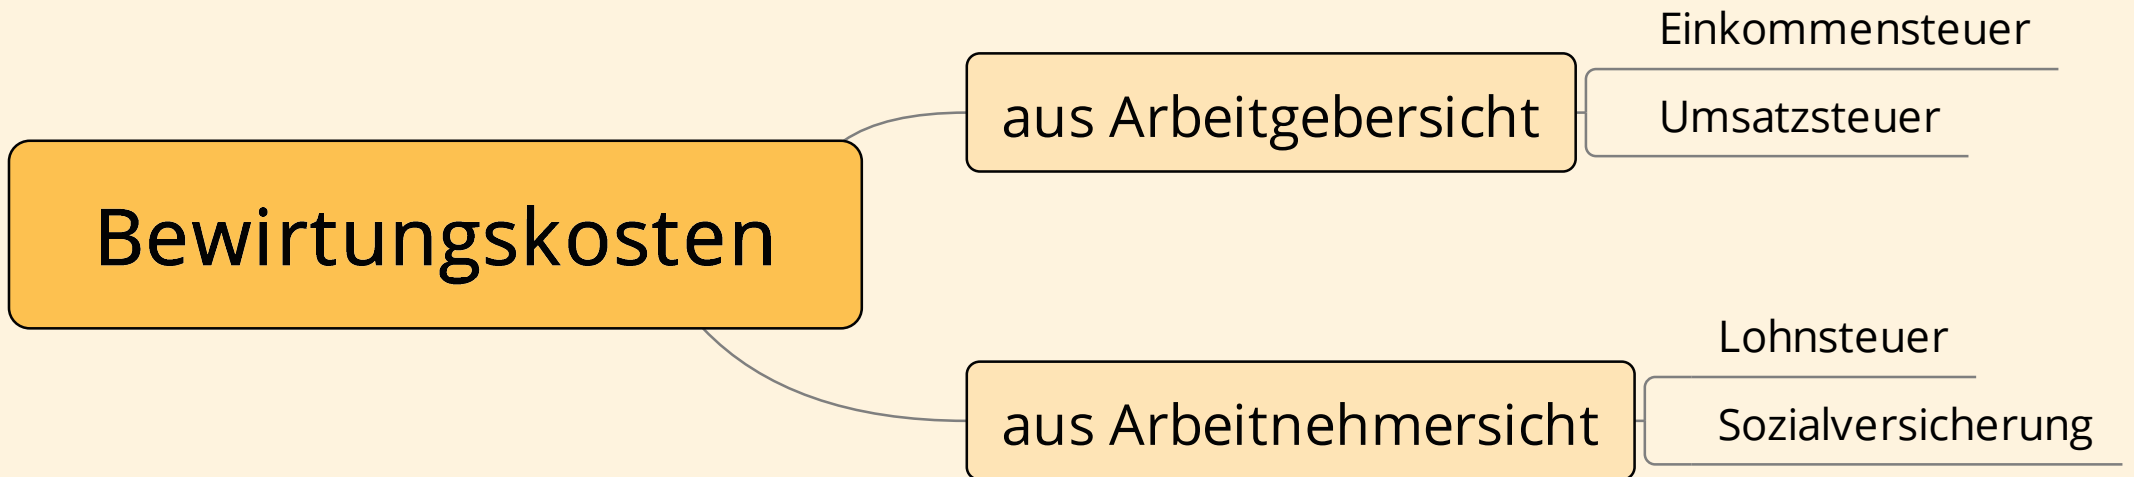 Bewirtungskosten
aus Arbeitgebersicht
Einkommensteuer
Umsatzsteuer
aus Arbeitnehmersicht
Lohnsteuer
Sozialversicherung